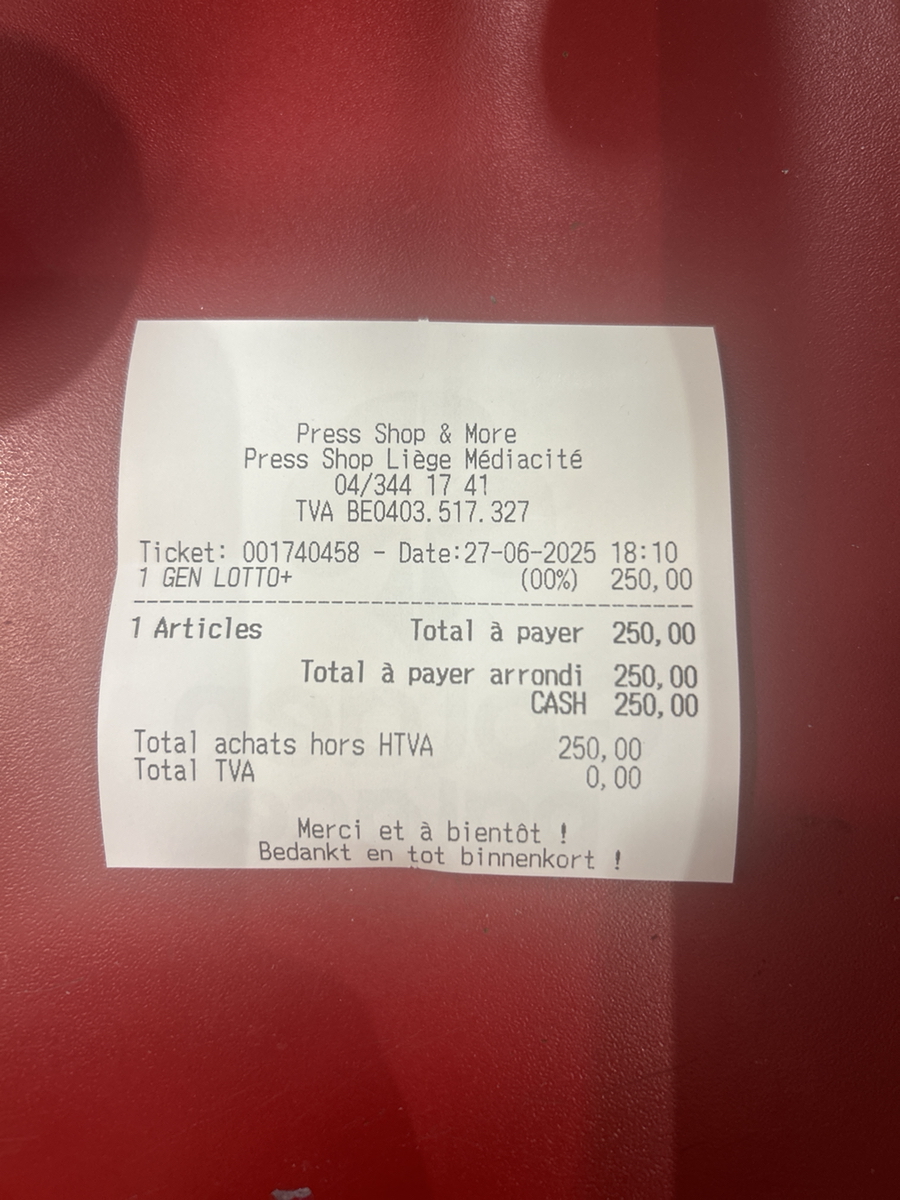 Press Shop & More
Press Shop Liège Médiacité
04/344 17 41
TVA BE0403.517.327
Ticket: 001740458 - Date:27-06-2025 18:10
1 GEN LOTTO+ (00%) 250,00
1 Articles Total à payer 250,00
Total à payer arrondi 250,00
CASH 250,00
Total achats hors HTVA 250,00
Total TVA 0,00
Merci et à bientôt !
Bedankt en tot binnenkort !